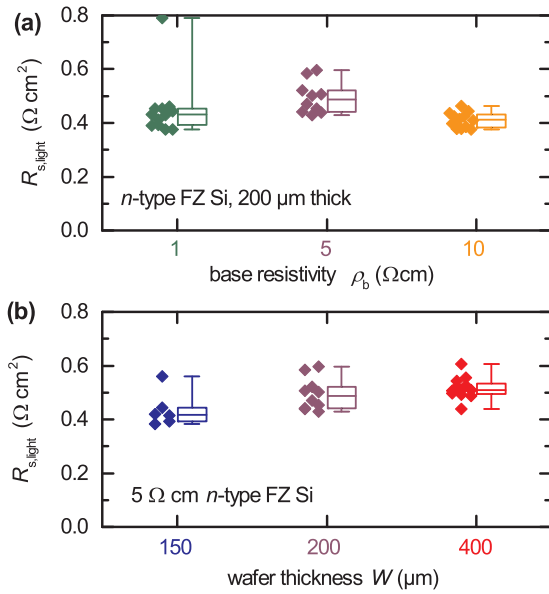 (a)
0.8
0.6
0.4
0.2
0.0
R_s,light (Ω cm²)
n-type FZ Si, 200 µm thick
1 5 10
base resistivity ρ_b (Ωcm)
(b)
0.8
0.6
0.4
0.2
0.0
R_s,light (Ω cm²)
5 Ω cm n-type FZ Si
150 200 400
wafer thickness W (µm)